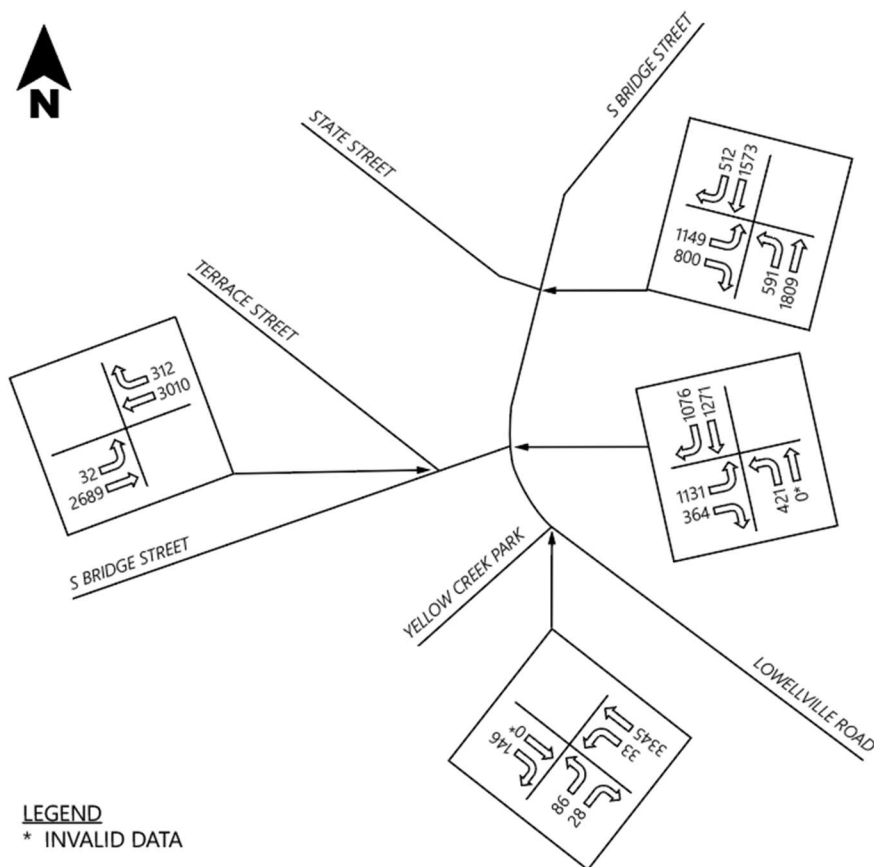 N
S BRIDGE STREET
STATE STREET
512
1573
1149
800
591
1809
TERRACE STREET
312
3010
32
2689
1076
1271
1131
364
421
0*
S BRIDGE STREET
YELLOW CREEK PARK
LOWELLVILLE ROAD
3345
33
0*
146
86
28
LEGEND
* INVALID DATA